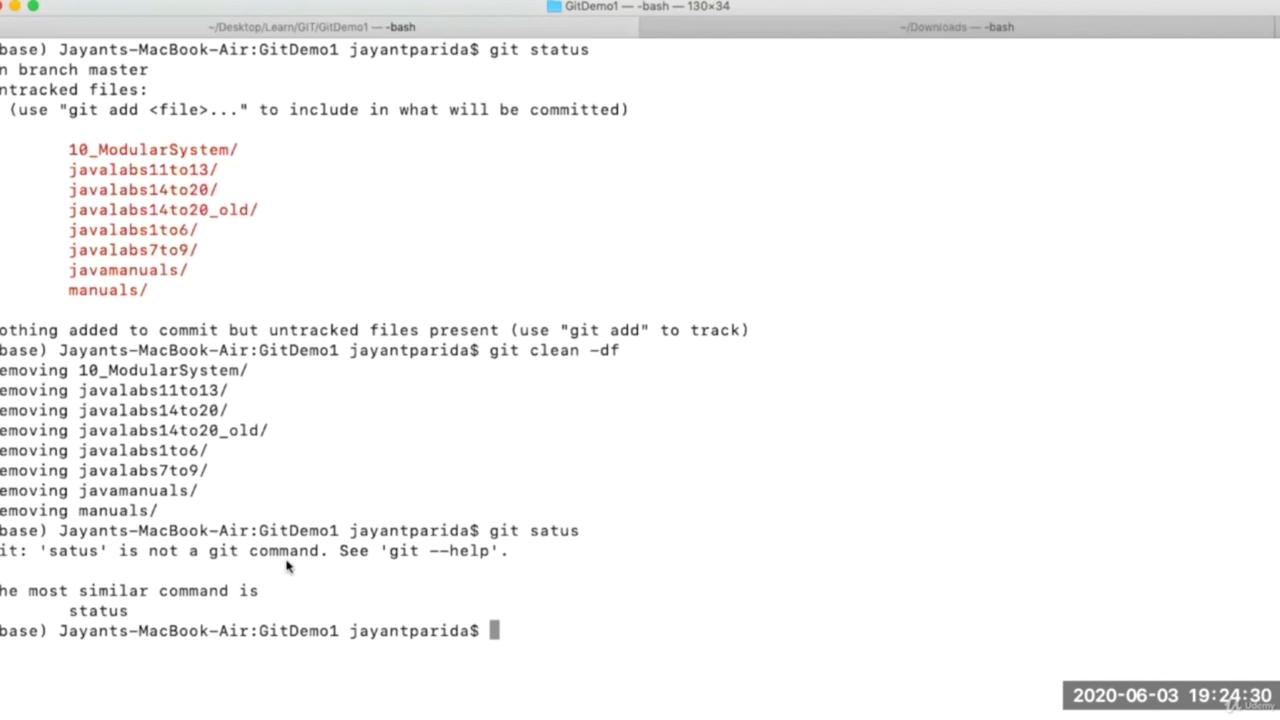 GitDemo1 — -bash — 130×34
~/Desktop/Learn/GIT/GitDemo1 — -bash
~/Downloads — -bash
base) Jayants-MacBook-Air:GitDemo1 jayantparida$ git status
n branch master
ntracked files:
(use "git add <file>..." to include in what will be committed)
10_ModularSystem/
javalabs11to13/
javalabs14to20/
javalabs14to20_old/
javalabs1to6/
javalabs7to9/
javamanuals/
manuals/
othing added to commit but untracked files present (use "git add" to track)
base) Jayants-MacBook-Air:GitDemo1 jayantparida$ git clean -df
emoving 10_ModularSystem/
emoving javalabs11to13/
emoving javalabs14to20/
emoving javalabs14to20_old/
emoving javalabs1to6/
emoving javalabs7to9/
emoving javamanuals/
emoving manuals/
base) Jayants-MacBook-Air:GitDemo1 jayantparida$ git satus
it: 'satus' is not a git command. See 'git --help'.
he most similar command is
status
base) Jayants-MacBook-Air:GitDemo1 jayantparida$
2020-06-03 19:24:30
Udemy